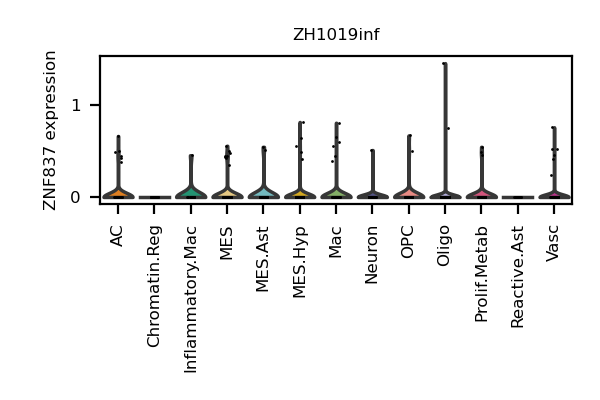 ZH1019inf
ZNF837 expression
1
0
AC
Chromatin.Reg
Inflammatory.Mac
MES
MES.Ast
MES.Hyp
Mac
Neuron
OPC
Oligo
Prolif.Metab
Reactive.Ast
Vasc